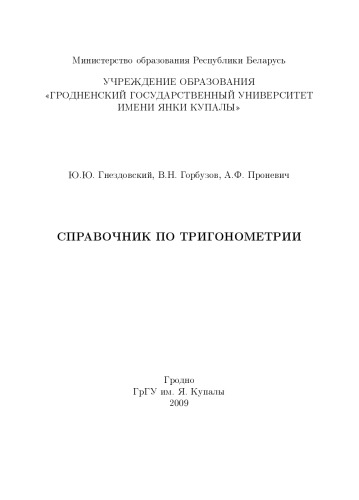 Министерство образования Республики Беларусь
УЧРЕЖДЕНИЕ ОБРАЗОВАНИЯ
«ГРОДНЕНСКИЙ ГОСУДАРСТВЕННЫЙ УНИВЕРСИТЕТ
ИМЕНИ ЯНКИ КУПАЛЫ»
Ю.Ю. Гнездовский, В.Н. Горбузов, А.Ф. Проневич
СПРАВОЧНИК ПО ТРИГОНОМЕТРИИ
Гродно
ГрГУ им. Я. Купалы
2009